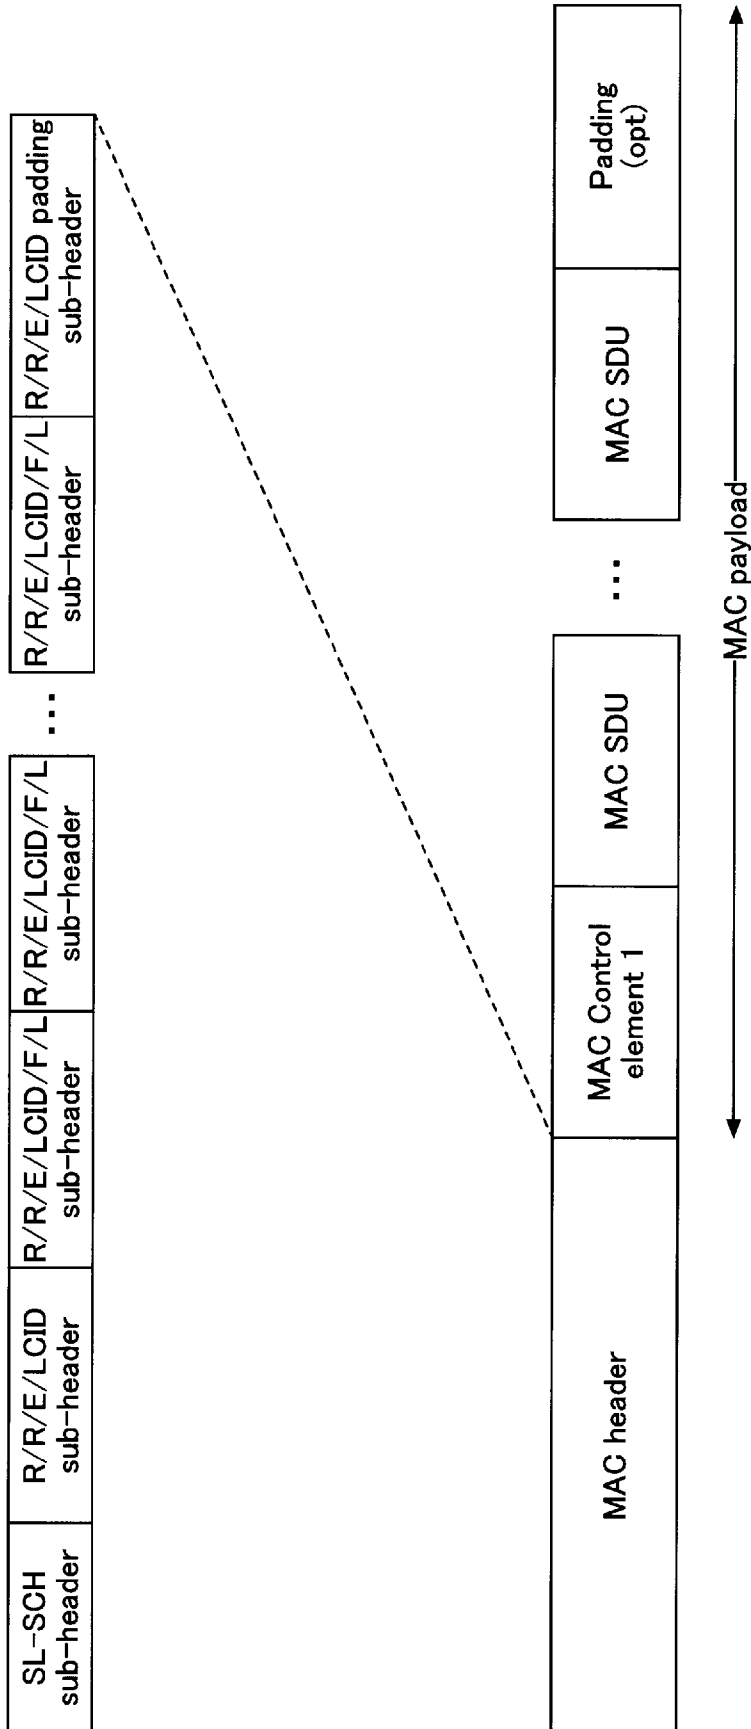 SL-SCH
sub-header
R/R/E/LCID
sub-header
R/R/E/LCID/F/L
sub-header
R/R/E/LCID/F/L
sub-header
...
R/R/E/LCID/F/L
sub-header
R/R/E/LCID padding
sub-header
MAC header
MAC Control
element 1
MAC SDU
...
MAC SDU
Padding
(opt)
MAC payload